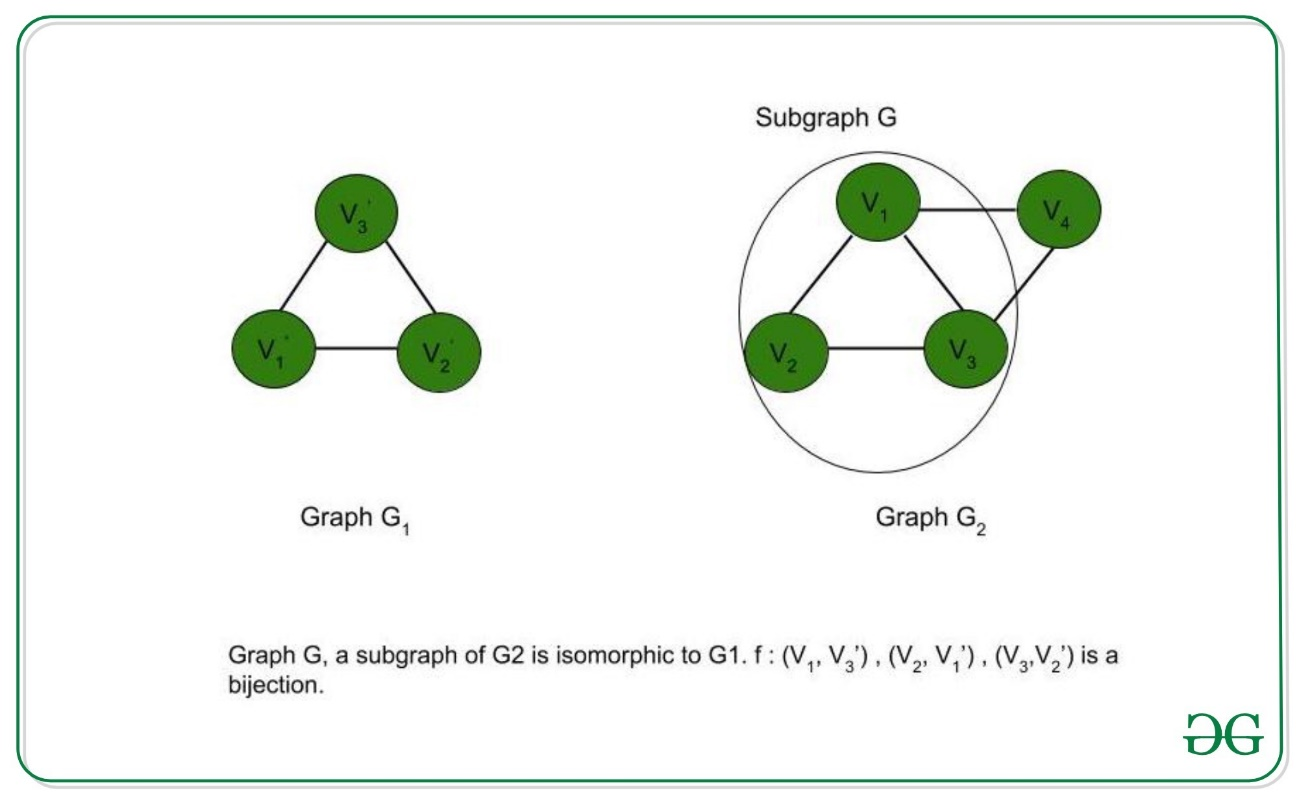 Subgraph G
V₃'
V₁'
V₂'
V₁
V₄
V₂
V₃
Graph G₁
Graph G₂
Graph G, a subgraph of G2 is isomorphic to G1. f : (V₁, V₃’) , (V₂, V₁’) , (V₃,V₂’) is a
bijection.